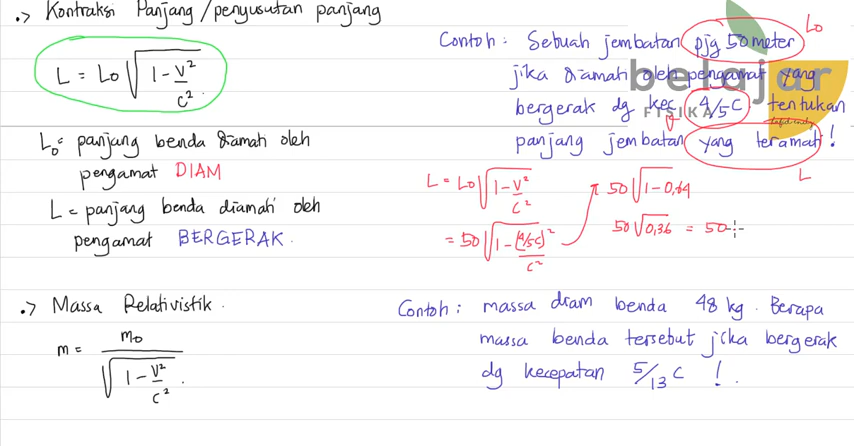 .> Kontraksi Panjang/penyusutan panjang
L = Lo √(1 - V²/c²)
Lo = panjang benda diamati oleh
pengamat DIAM
L = panjang benda diamati oleh
pengamat BERGERAK.
Contoh: Sebuah jembatan pjg 50 meter Lo
jika diamati oleh pengamat yang
bergerak dg kec 4/5 C tentukan
v
panjang jembatan yang teramati !
L
belajar
FISIKA
L = Lo √(1 - V²/c²)
= 50 √(1 - (4/5 c)²/c²)
50 √1 - 0,64
50 √0,36 = 50
.> Massa Relativistik.
m = mo/√(1 - V²/c²).
Contoh: massa diam benda 48 kg. Berapa
massa benda tersebut jika bergerak
dg kecepatan 5/13 C !